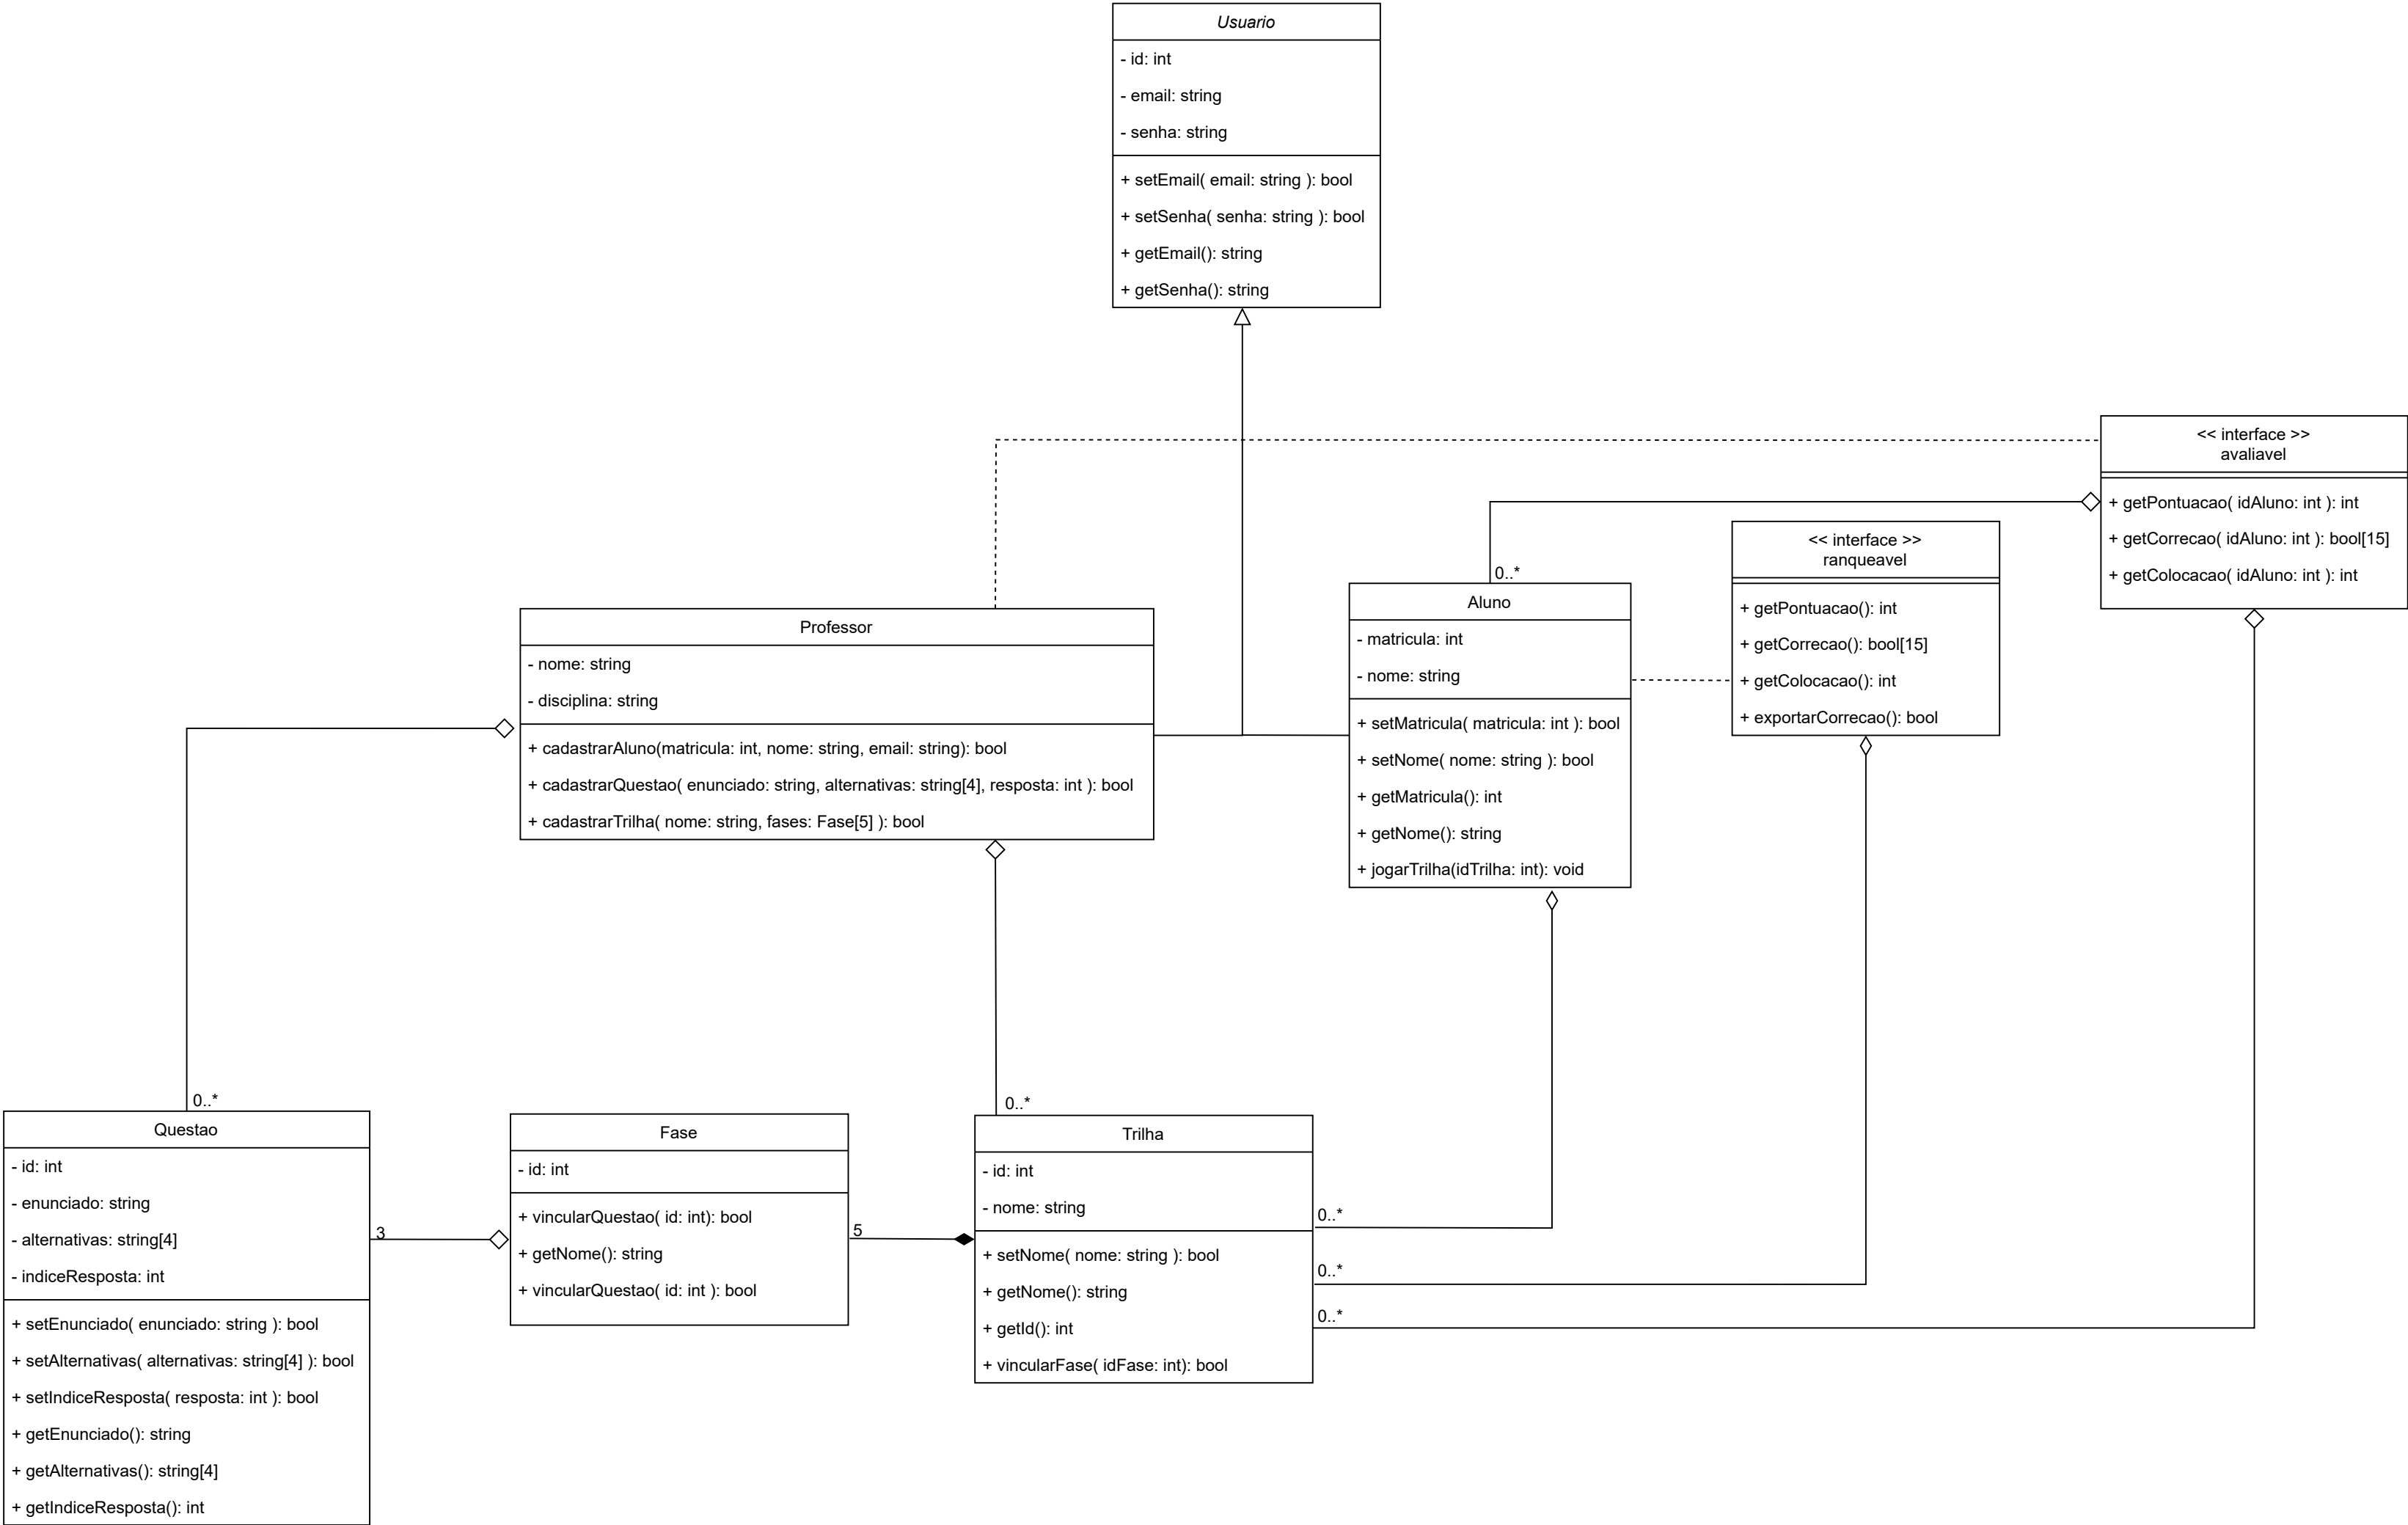 Usuario
- id: int
- email: string
- senha: string
+ setEmail( email: string ): bool
+ setSenha( senha: string ): bool
+ getEmail(): string
+ getSenha(): string
<< interface >>
avaliavel
+ getPontuacao( idAluno: int ): int
+ getCorrecao( idAluno: int ): bool[15]
+ getColocacao( idAluno: int ): int
<< interface >>
ranqueavel
+ getPontuacao(): int
+ getCorrecao(): bool[15]
+ getColocacao(): int
+ exportarCorrecao(): bool
0..*
Aluno
- matricula: int
- nome: string
+ setMatricula( matricula: int ): bool
+ setNome( nome: string ): bool
+ getMatricula(): int
+ getNome(): string
+ jogarTrilha(idTrilha: int): void
Professor
- nome: string
- disciplina: string
+ cadastrarAluno(matricula: int, nome: string, email: string): bool
+ cadastrarQuestao( enunciado: string, alternativas: string[4], resposta: int ): bool
+ cadastrarTrilha( nome: string, fases: Fase[5] ): bool
0..*
Questao
- id: int
- enunciado: string
- alternativas: string[4]
- indiceResposta: int
+ setEnunciado( enunciado: string ): bool
+ setAlternativas( alternativas: string[4] ): bool
+ setIndiceResposta( resposta: int ): bool
+ getEnunciado(): string
+ getAlternativas(): string[4]
+ getIndiceResposta(): int
3
Fase
- id: int
+ vincularQuestao( id: int): bool
+ getNome(): string
+ vincularQuestao( id: int ): bool
5
0..*
Trilha
- id: int
- nome: string
+ setNome( nome: string ): bool
+ getNome(): string
+ getId(): int
+ vincularFase( idFase: int): bool
0..*
0..*
0..*